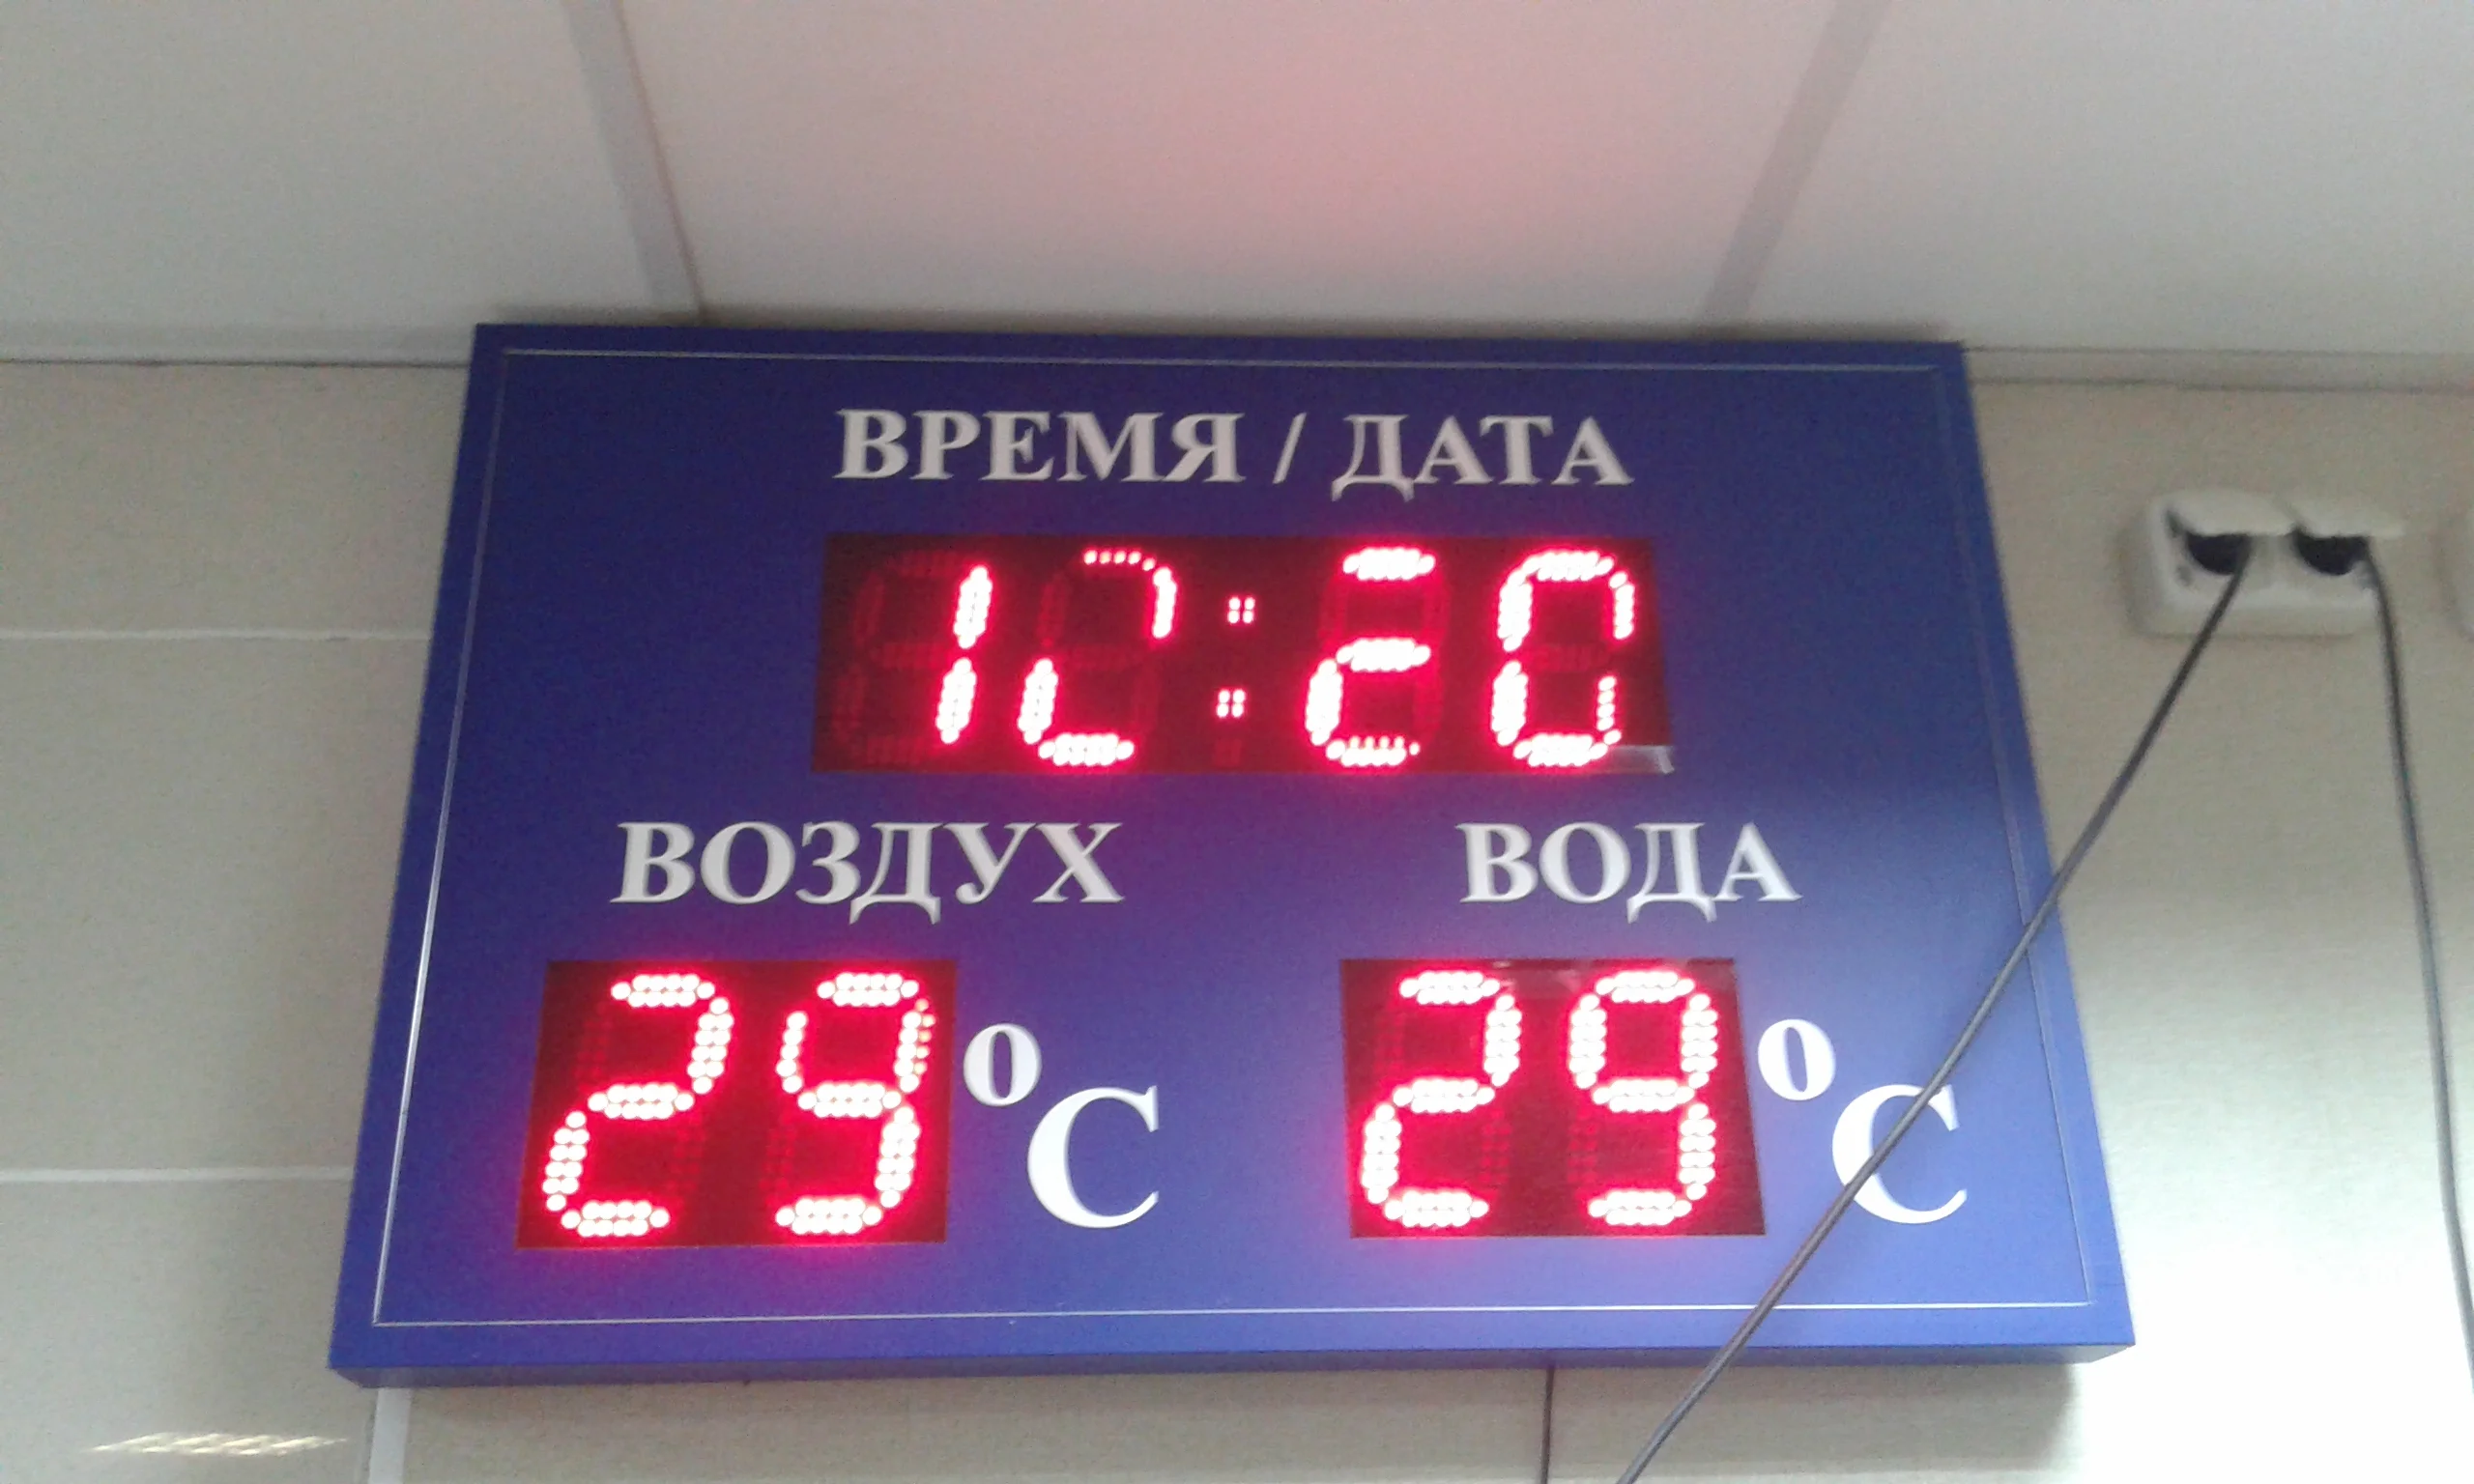 ВРЕМЯ / ДАТА
12:20
ВОЗДУХ ВОДА
29 °C 29 °C